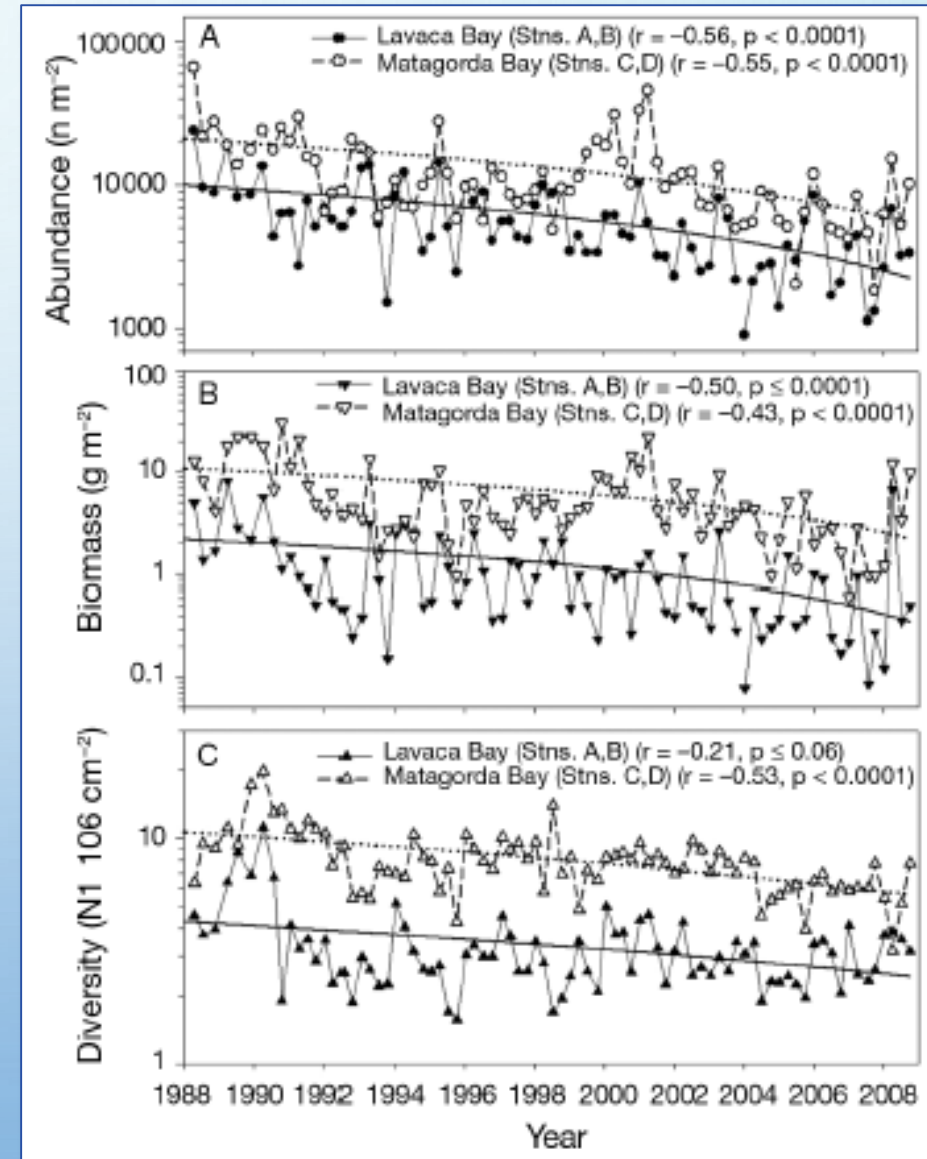 A
Lavaca Bay (Stns. A,B) (r = −0.56, p < 0.0001)
Matagorda Bay (Stns. C,D) (r = −0.55, p < 0.0001)
100000
10000
1000
Abundance (n m⁻²)
B
Lavaca Bay (Stns. A,B) (r = −0.50, p ≤ 0.0001)
Matagorda Bay (Stns. C,D) (r = −0.43, p < 0.0001)
100
10
1
0.1
Biomass (g m⁻²)
C
Lavaca Bay (Stns. A,B) (r = −0.21, p ≤ 0.06)
Matagorda Bay (Stns. C,D) (r = −0.53, p < 0.0001)
10
1
Diversity (N1 106 cm⁻²)
1988 1990 1992 1994 1996 1998 2000 2002 2004 2006 2008
Year